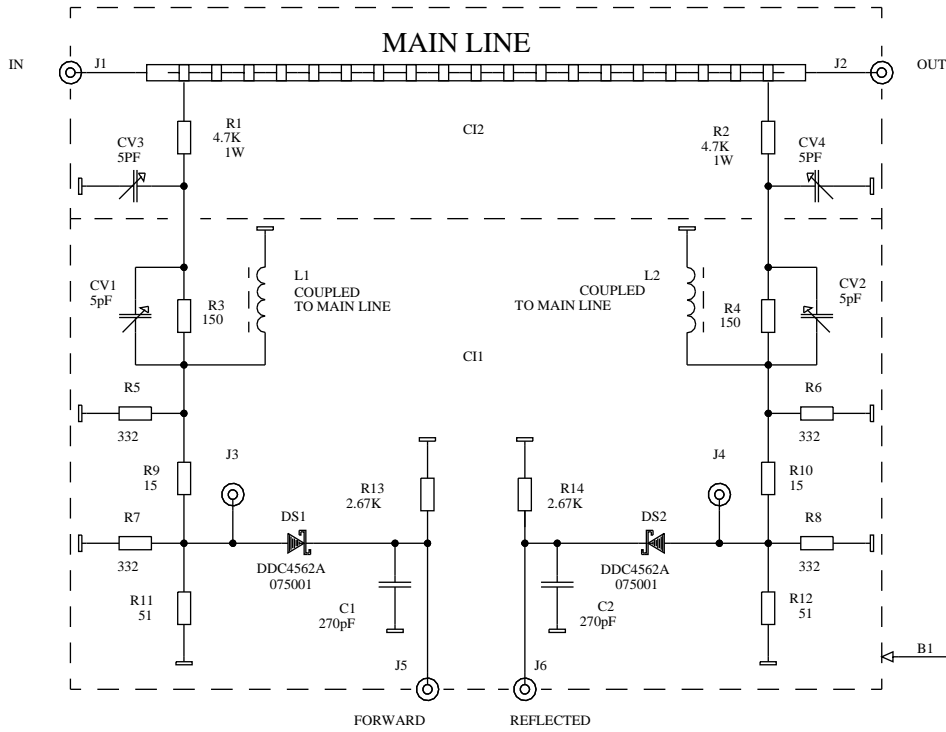 MAIN LINE
IN
J1
J2
OUT
R1
4.7K
1W
CI2
R2
4.7K
1W
CV3
5PF
CV4
5PF
CV1
5pF
R3
150
L1
COUPLED
TO MAIN LINE
L2
COUPLED
TO MAIN LINE
R4
150
CV2
5pF
CI1
R5
332
R6
332
R9
15
J3
R13
2.67K
R14
2.67K
J4
R10
15
R7
332
DS1
DDC4562A
075001
DS2
DDC4562A
075001
R8
332
R11
51
C1
270pF
C2
270pF
R12
51
J5
J6
B1
FORWARD
REFLECTED